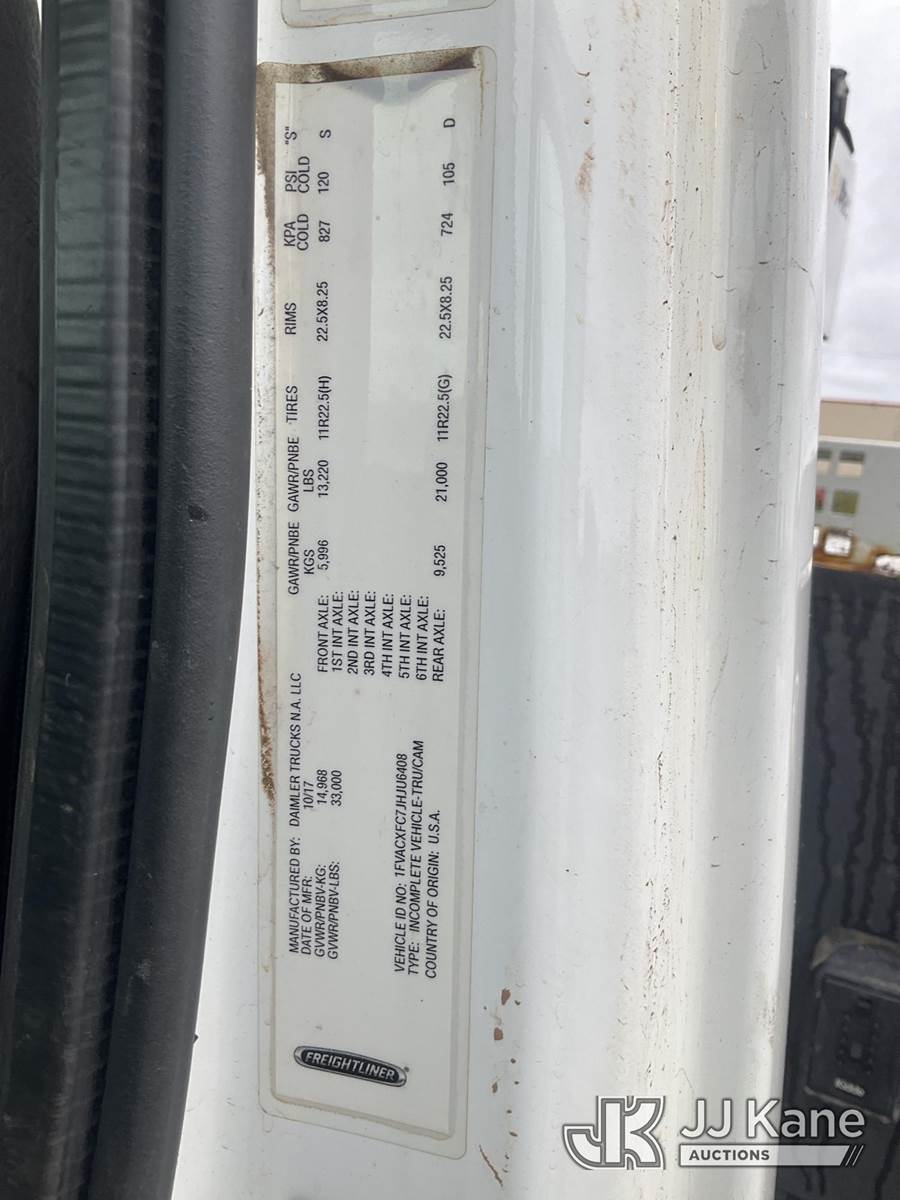 FREIGHTLINER
MANUFACTURED BY: DAIMLER TRUCKS N.A. LLC
DATE OF MFR: 10/17
GVWR/PNBV-KG: 14,968
GVWR/PNBV-LBS: 33,000
VEHICLE ID NO: 1FVACXFC7JHJU6408
TYPE: INCOMPLETE VEHICLE-TRU/CAM
COUNTRY OF ORIGIN: U.S.A.
GAWR/PNBE GAWR/PNBE TIRES RIMS KPA PSI "S"
KGS LBS COLD COLD
FRONT AXLE: 5,996 13,220 11R22.5(H) 22.5X8.25 827 120 S
1ST INT AXLE:
2ND INT AXLE:
3RD INT AXLE:
4TH INT AXLE:
5TH INT AXLE:
6TH INT AXLE:
REAR AXLE: 9,525 21,000 11R22.5(G) 22.5X8.25 724 105 D
Kidde
JK JJ Kane
AUCTIONS